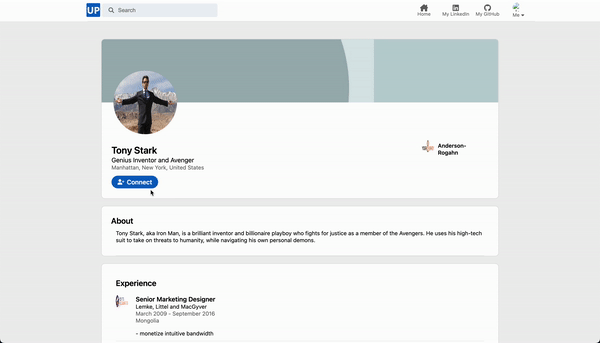 UP
Search
Home
My LinkedIn
My GitHub
Me
Tony Stark
Genius Inventor and Avenger
Manhattan, New York, United States
Connect
Anderson-
Rogahn
About
Tony Stark, aka Iron Man, is a brilliant inventor and billionaire playboy who fights for justice as a member of the Avengers. He uses his high-tech
suit to take on threats to humanity, while navigating his own personal demons.
Experience
Senior Marketing Designer
Lemke, Littel and MacGyver
March 2009 - September 2016
Mongolia
- monetize intuitive bandwidth